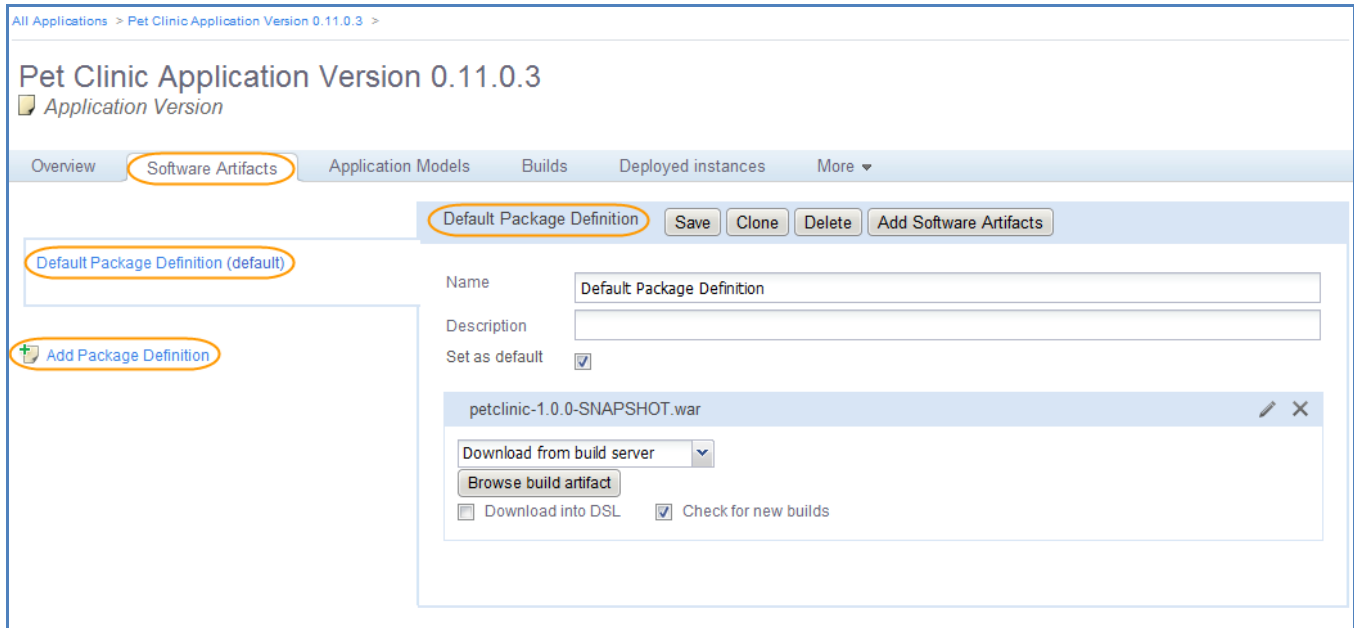 All Applications > Pet Clinic Application Version 0.11.0.3 >
Pet Clinic Application Version 0.11.0.3
Application Version
Overview Software Artifacts Application Models Builds Deployed instances More
Default Package Definition Save Clone Delete Add Software Artifacts
Default Package Definition (default)
Name Default Package Definition
Description
Add Package Definition
Set as default
petclinic-1.0.0-SNAPSHOT.war
Download from build server
Browse build artifact
Download into DSL Check for new builds